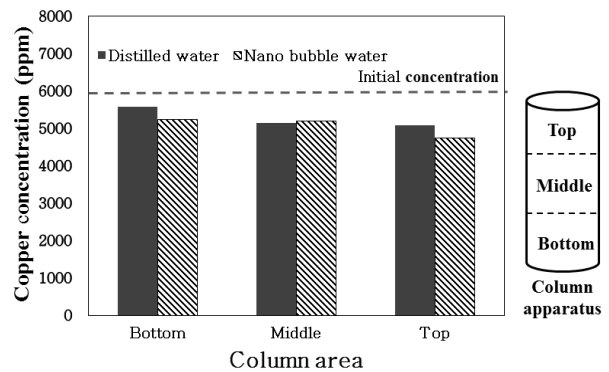 Copper concentration (ppm)
8000
7000
6000
5000
4000
3000
2000
1000
0
Distilled water
Nano bubble water
Initial concentration
Bottom
Middle
Top
Column area
Top
Middle
Bottom
Column
apparatus